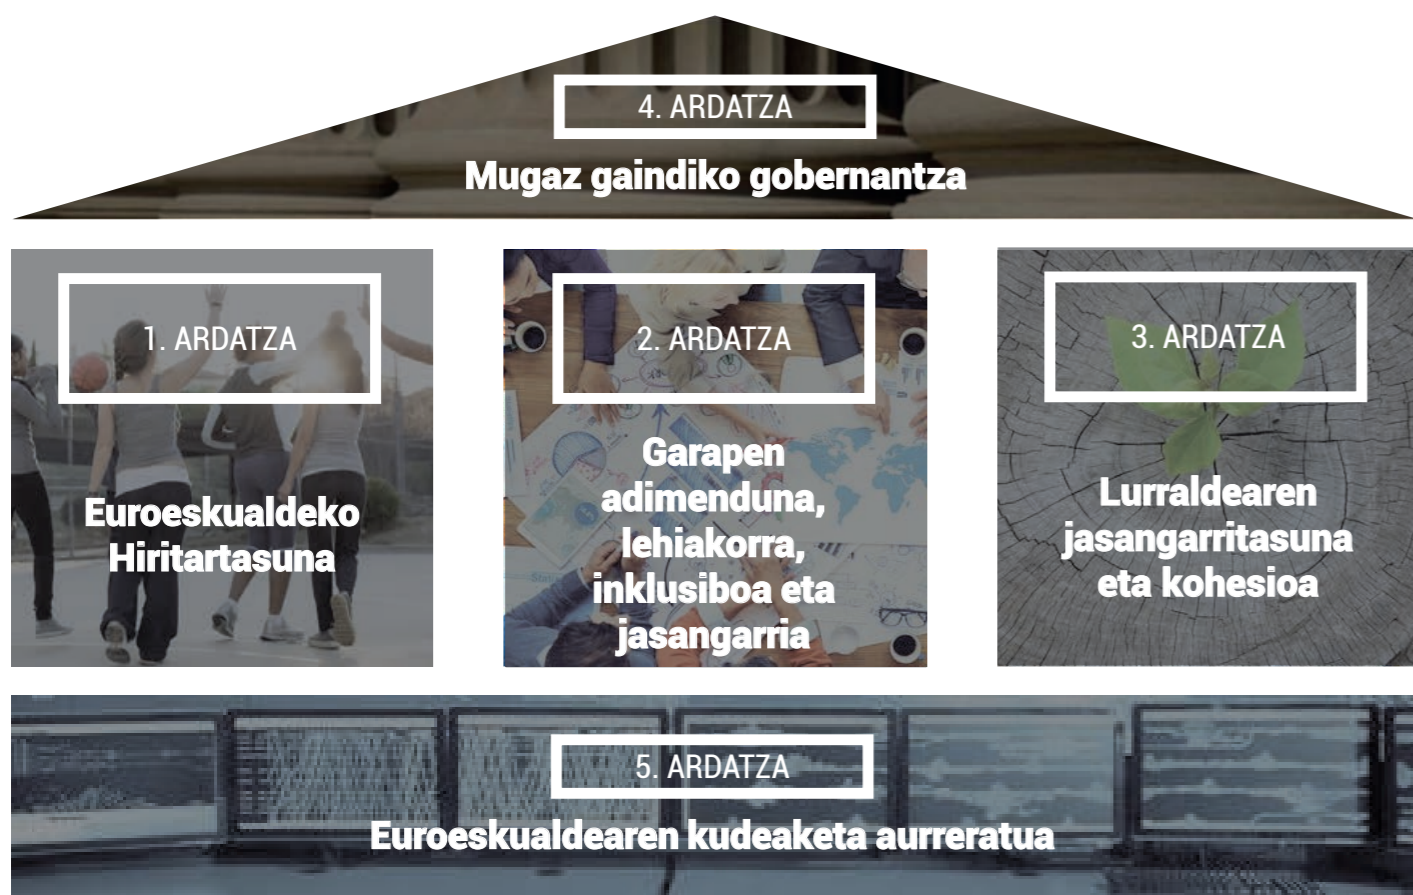 4. ARDATZA
Mugaz gaindiko gobernantza
1. ARDATZA
Euroeskualdeko
Hiritartasuna
2. ARDATZA
Garapen
adimenduna,
lehiakorra,
inklusiboa eta
jasangarria
3. ARDATZA
Lurraldearen
jasangarritasuna
eta kohesioa
5. ARDATZA
Euroeskualdearen kudeaketa aurreratua